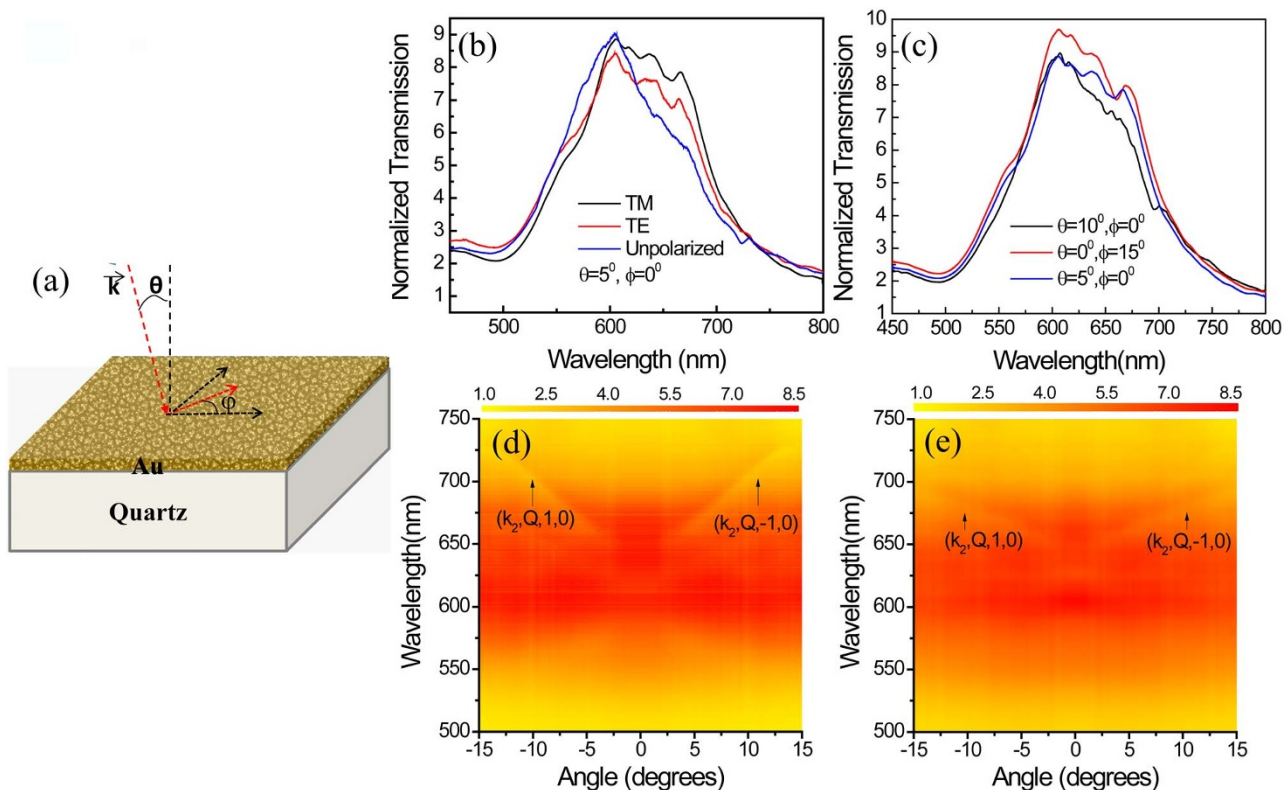 (a)
k
θ
φ
Au
Quartz
(b)
Normalized Transmission
9
8
7
6
5
4
3
2
1
TM
TE
Unpolarized
θ=5⁰, ϕ=0⁰
500 600 700 800
Wavelength (nm)
(c)
Normalized Transmission
10
9
8
7
6
5
4
3
2
1
θ=10⁰,ϕ=0⁰
θ=0⁰,ϕ=15⁰
θ=5⁰,ϕ=0⁰
450 500 550 600 650 700 750 800
Wavelength(nm)
1.0 2.5 4.0 5.5 7.0 8.5
(d)
Wavelength(nm)
750
700
650
600
550
500
(k₂,Q,1,0)
(k₂,Q,-1,0)
-15 -10 -5 0 5 10 15
Angle (degrees)
1.0 2.5 4.0 5.5 7.0 8.5
(e)
Wavelength(nm)
750
700
650
600
550
500
(k₂,Q,1,0)
(k₂,Q,-1,0)
-15 -10 -5 0 5 10 15
Angle (degrees)